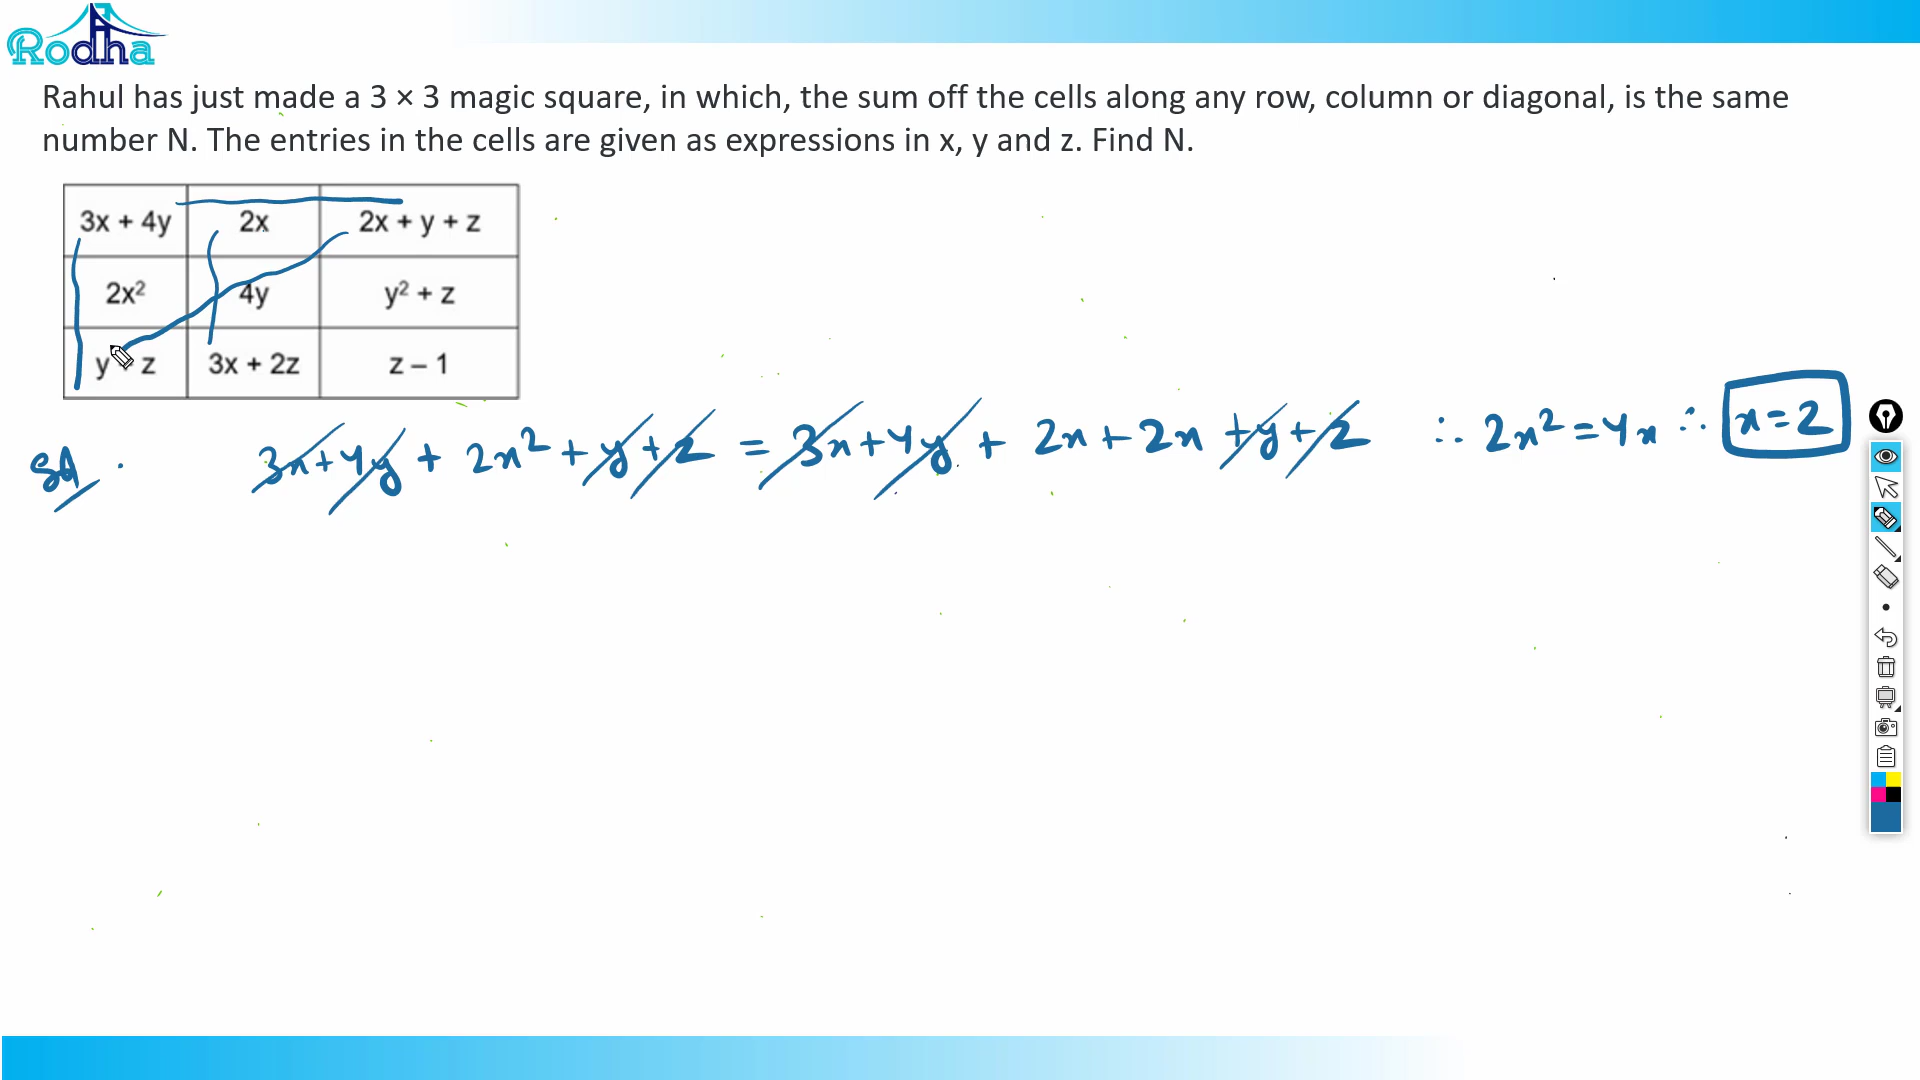 Rodha
Rahul has just made a 3 × 3 magic square, in which, the sum off the cells along any row, column or diagonal, is the same
number N. The entries in the cells are given as expressions in x, y and z. Find N.
3x + 4y 2x 2x + y + z
2x² 4y y² + z
y z 3x + 2z z – 1
3x+4y + 2x² + y + z = 3x+4y + 2x + 2x + y + z ∴ 2x² = 4x ∴ x = 2